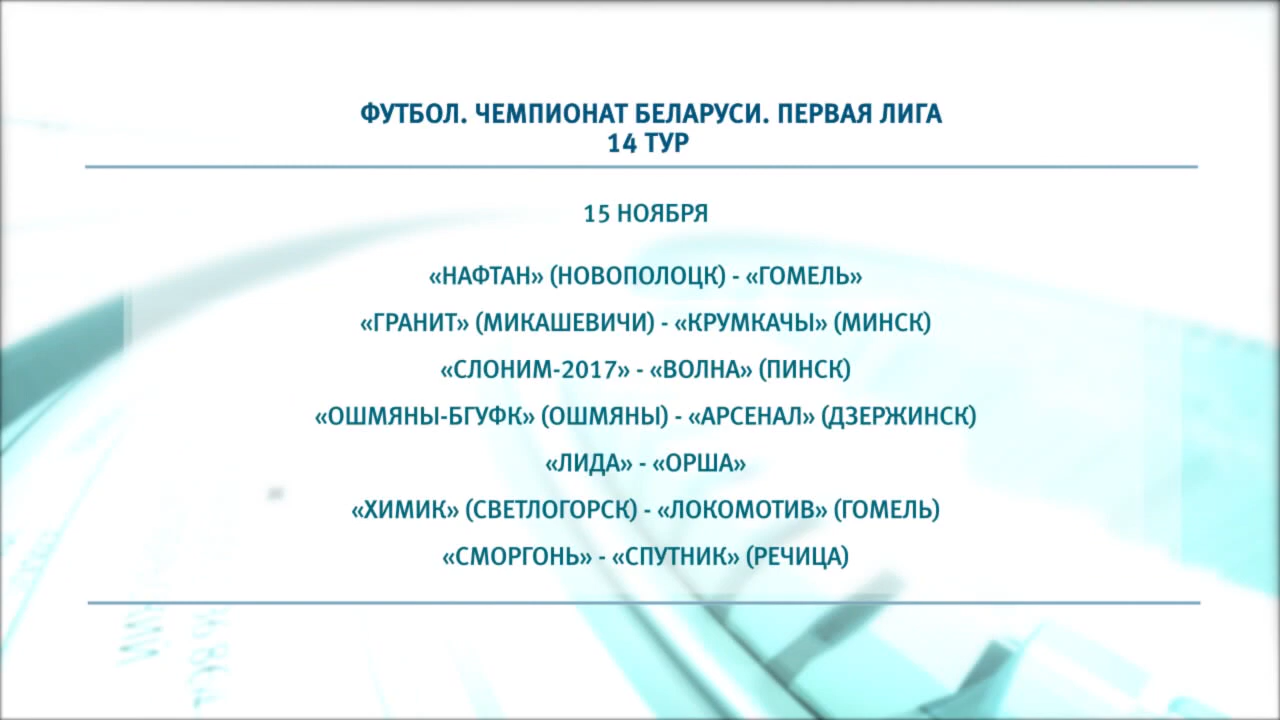 ФУТБОЛ. ЧЕМПИОНАТ БЕЛАРУСИ. ПЕРВАЯ ЛИГА
14 ТУР
15 НОЯБРЯ
«НАФТАН» (НОВОПОЛОЦК) - «ГОМЕЛЬ»
«ГРАНИТ» (МИКАШЕВИЧИ) - «КРУМКАЧЫ» (МИНСК)
«СЛОНИМ-2017» - «ВОЛНА» (ПИНСК)
«ОШМЯНЫ-БГУФК» (ОШМЯНЫ) - «АРСЕНАЛ» (ДЗЕРЖИНСК)
«ЛИДА» - «ОРША»
«ХИМИК» (СВЕТЛОГОРСК) - «ЛОКОМОТИВ» (ГОМЕЛЬ)
«СМОРГОНЬ» - «СПУТНИК» (РЕЧИЦА)